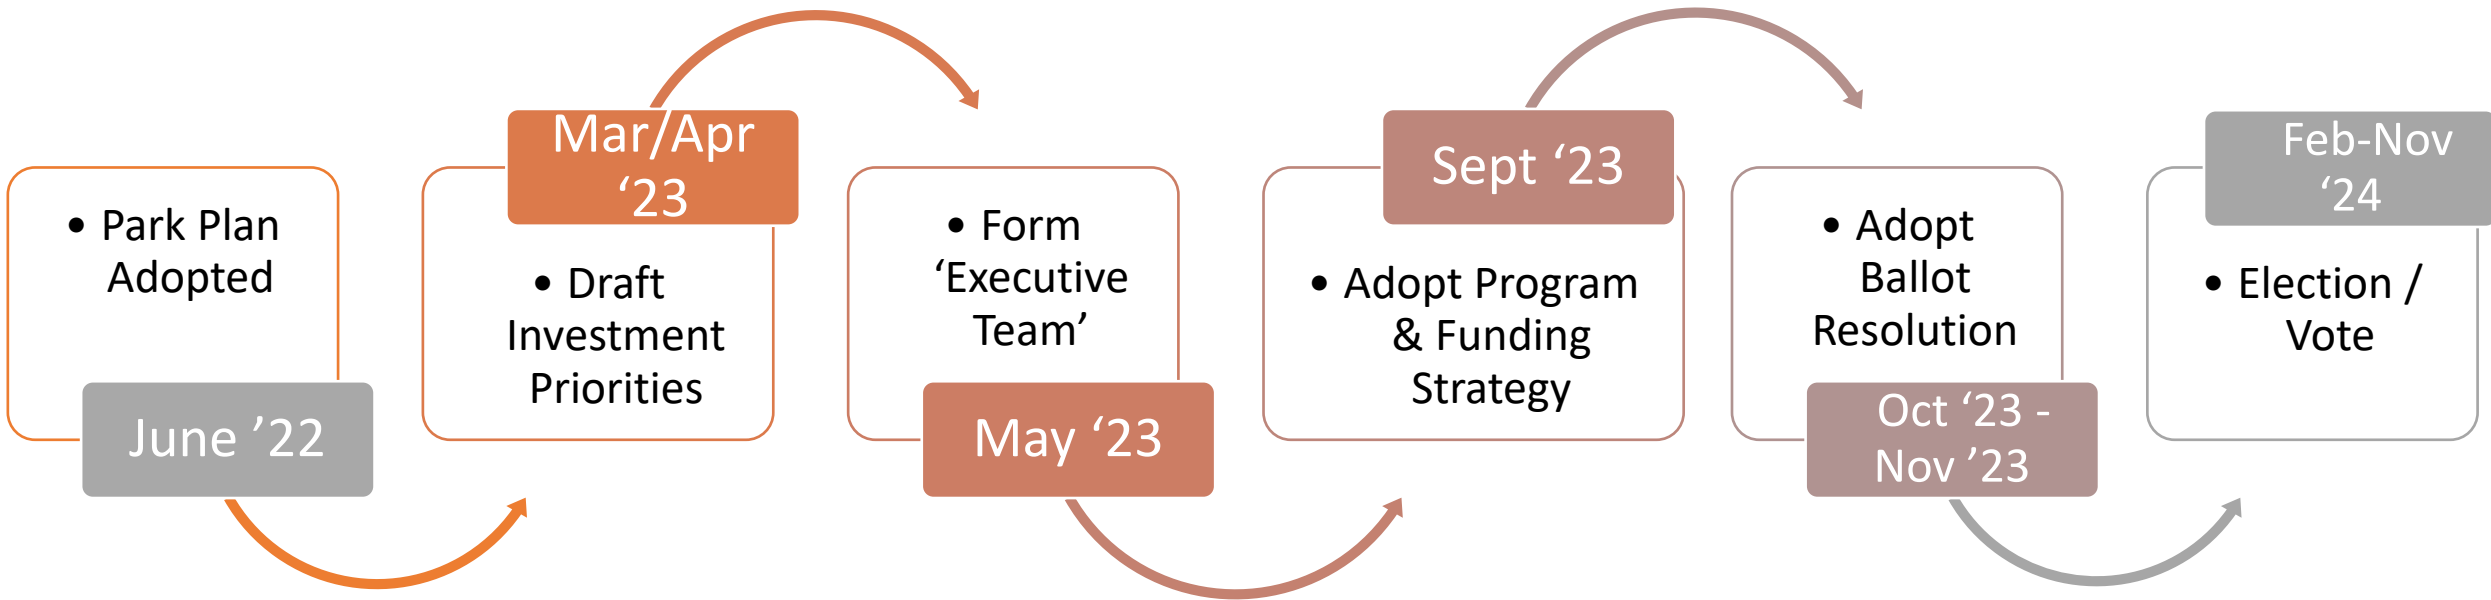 • Park Plan
Adopted
June ’22
Mar/Apr
‘23
• Draft
Investment
Priorities
• Form
‘Executive
Team’
May ‘23
Sept ‘23
• Adopt Program
& Funding
Strategy
• Adopt
Ballot
Resolution
Oct ‘23 -
Nov ’23
Feb-Nov
‘24
• Election /
Vote